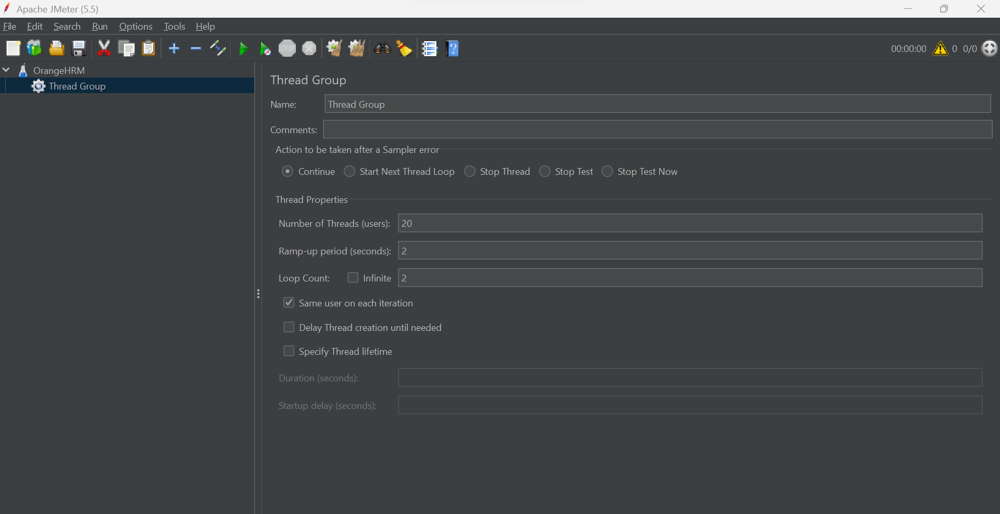 Apache JMeter (5.5)
File Edit Search Run Options Tools Help
STOP ? 00:00:00 0 0/0
OrangeHRM
Thread Group
Thread Group
Name: Thread Group
Comments:
Action to be taken after a Sampler error
Continue Start Next Thread Loop Stop Thread Stop Test Stop Test Now
Thread Properties
Number of Threads (users): 20
Ramp-up period (seconds): 2
Loop Count: Infinite 2
Same user on each iteration
Delay Thread creation until needed
Specify Thread lifetime
Duration (seconds):
Startup delay (seconds):